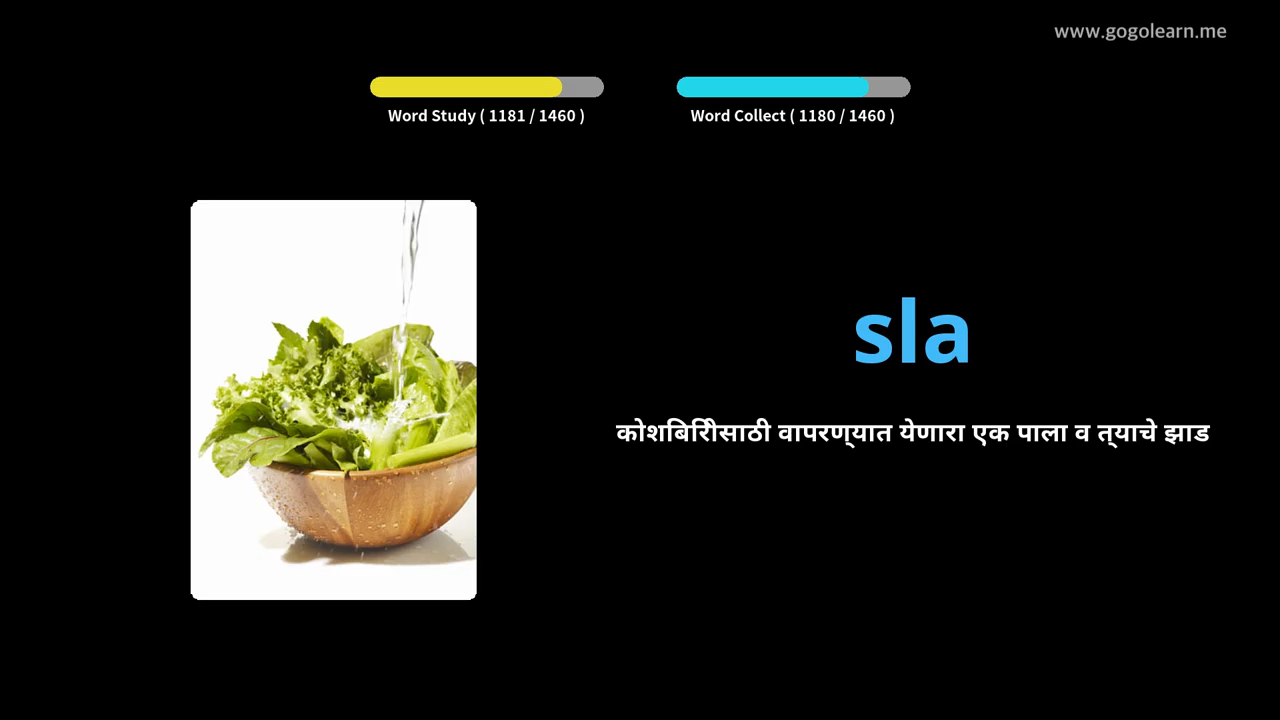 www.gogolearn.me
Word Study ( 1181 / 1460 )
Word Collect ( 1180 / 1460 )
sla
कोशबिरिीसाठी वापरण्यात येणारा एक पाला व त्याचे झाड